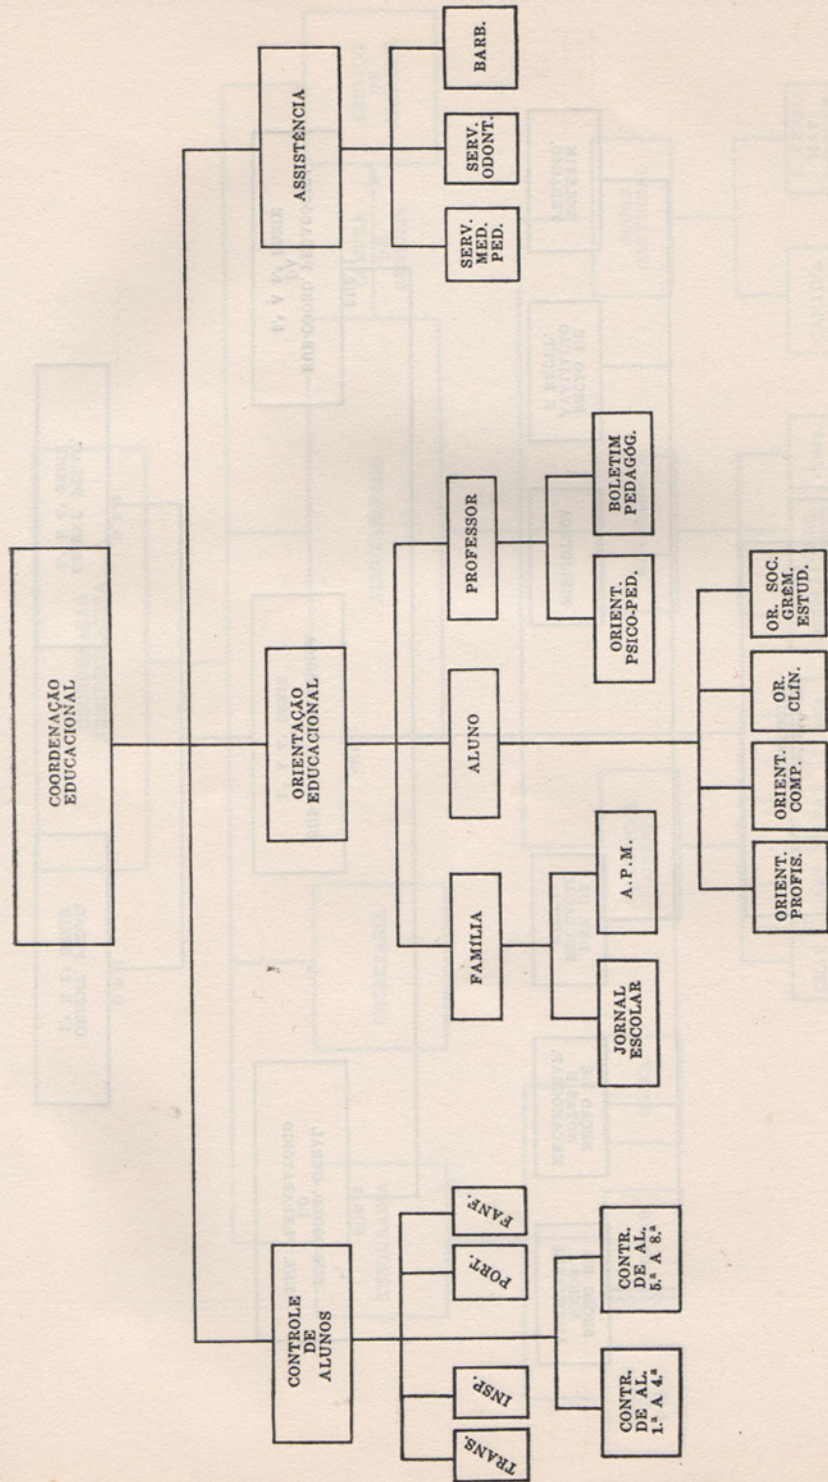 COORDENAÇÃO
EDUCACIONAL
CONTROLE
DE
ALUNOS
ORIENTAÇÃO
EDUCACIONAL
ASSISTÊNCIA
TRANS.
INSP.
PORT.
FANF.
FAMÍLIA
ALUNO
PROFESSOR
SERV.
MED.
PED.
SERV.
ODONT.
BARB.
CONTR.
DE AL.
1.ª A 4.ª
CONTR.
DE AL.
5.ª A 8.ª
JORNAL
ESCOLAR
A.P.M.
ORIENT.
PSICO-PED.
BOLETIM
PEDAGÓG.
ORIENT.
PROFIS.
ORIENT.
COMP.
OR.
CLÍN.
OR. SOC.
GRÊM.
ESTUD.